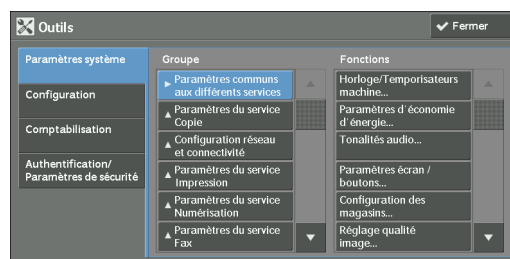 Outils
Fermer
Paramètres système
Configuration
Comptabilisation
Authentification/
Paramètres de sécurité
Groupe
Paramètres communs
aux différents services
Paramètres du service
Copie
Configuration réseau
et connectivité
Paramètres du service
Impression
Paramètres du service
Numérisation
Paramètres du service
Fax
Fonctions
Horloge/Temporisateurs
machine...
Paramètres d'économie
d'énergie...
Tonalités audio...
Paramètres écran /
boutons...
Configuration des
magasins...
Réglage qualité
image...